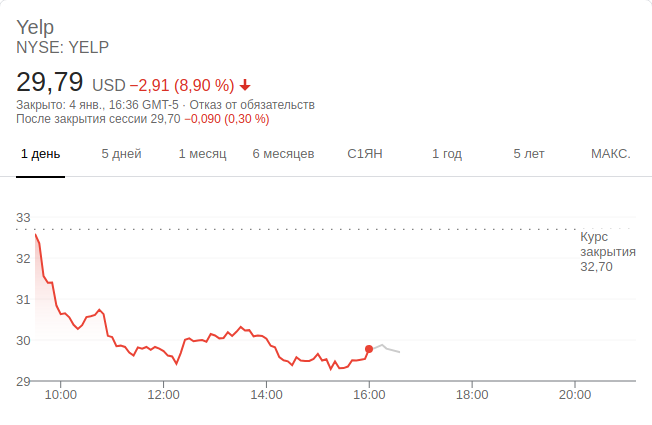 Yelp
NYSE: YELP
29,79 USD −2,91 (8,90 %)
Закрыто: 4 янв., 16:36 GMT-5 · Отказ от обязательств
После закрытия сессии 29,70 −0,090 (0,30 %)
1 день 5 дней 1 месяц 6 месяцев С1ЯН 1 год 5 лет МАКС.
33
Курс
закрытия
32,70
32
31
30
29
10:00 12:00 14:00 16:00 18:00 20:00